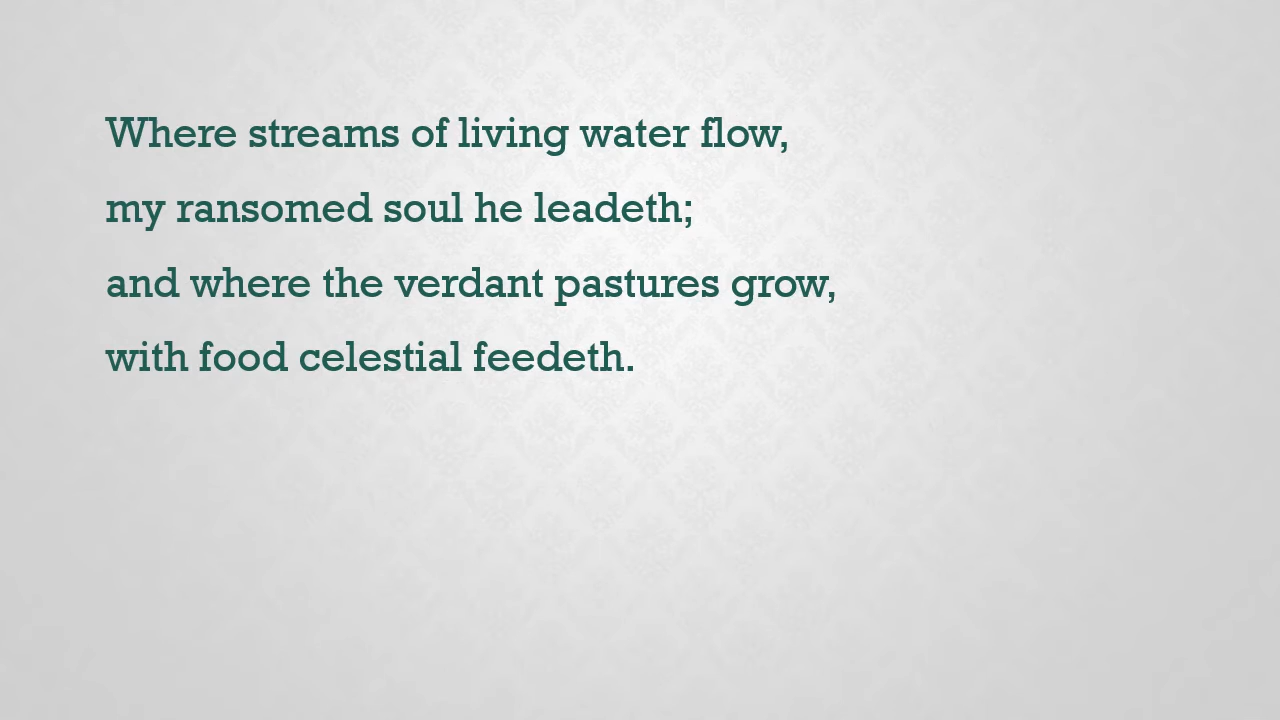 Where streams of living water flow,
my ransomed soul he leadeth;
and where the verdant pastures grow,
with food celestial feedeth.